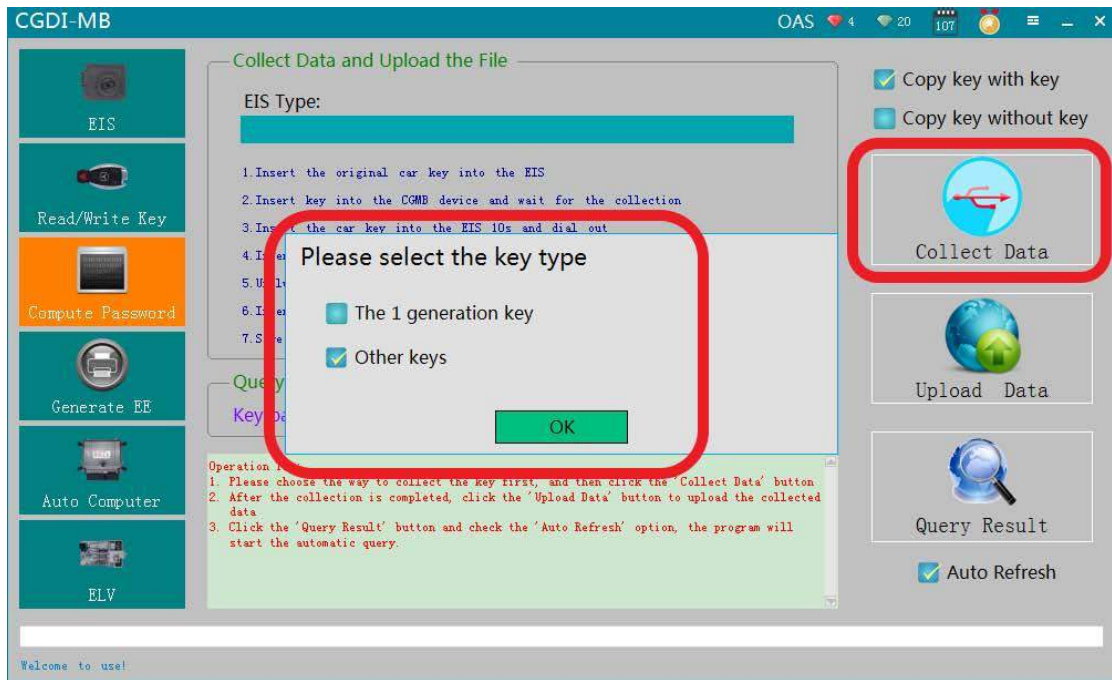 CGDI-MB
OAS 4 20 107
EIS
Read/Write Key
Compute Password
Generate EE
Auto Computer
ELV
Collect Data and Upload the File
EIS Type:
1.Insert the original car key into the EIS
2.Insert key into the CGMB device and wait for the collection
3.Ins the car key into the EIS 10s and dial out
4.I
5.U
6.I
7.S
Please select the key type
The 1 generation key
Other keys
OK
Query
Key
Operation
1. Please choose the way to collect the key first, and then click the 'Collect Data' button
2. After the collection is completed, click the 'Upload Data' button to upload the collected
data
3. Click the 'Query Result' button and check the 'Auto Refresh' option, the program will
start the automatic query.
Copy key with key
Copy key without key
Collect Data
Upload Data
Query Result
Auto Refresh
Welcome to use!